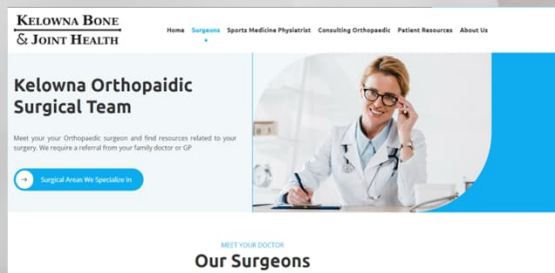 KELOWNA BONE
& JOINT HEALTH
Home Surgeons Sports Medicine Physiatrist Consulting Orthopaedic Patient Resources About Us
Kelowna Orthopaidic
Surgical Team
Meet your your Orthopaedic surgeon and find resources related to your
surgery. We require a referral from your family doctor or GP
Surgical Areas We Specialize In
MEET YOUR DOCTOR
Our Surgeons